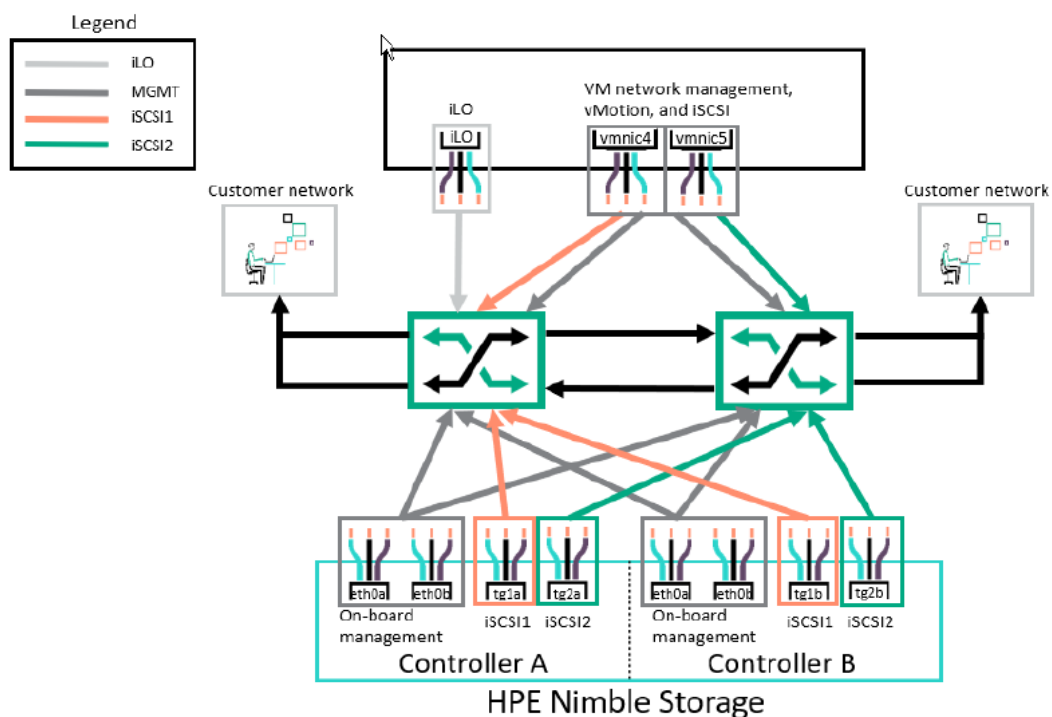 Legend
iLO
MGMT
iSCSI1
iSCSI2
VM network management,
vMotion, and iSCSI
iLO
iLO
vmnic4
vmnic5
Customer network
Customer network
eth0a
eth0b
tg1a
tg2a
eth0a
eth0b
tg1b
tg2b
On-board
management
iSCSI1
iSCSI2
On-board
management
iSCSI1
iSCSI2
Controller A
Controller B
HPE Nimble Storage